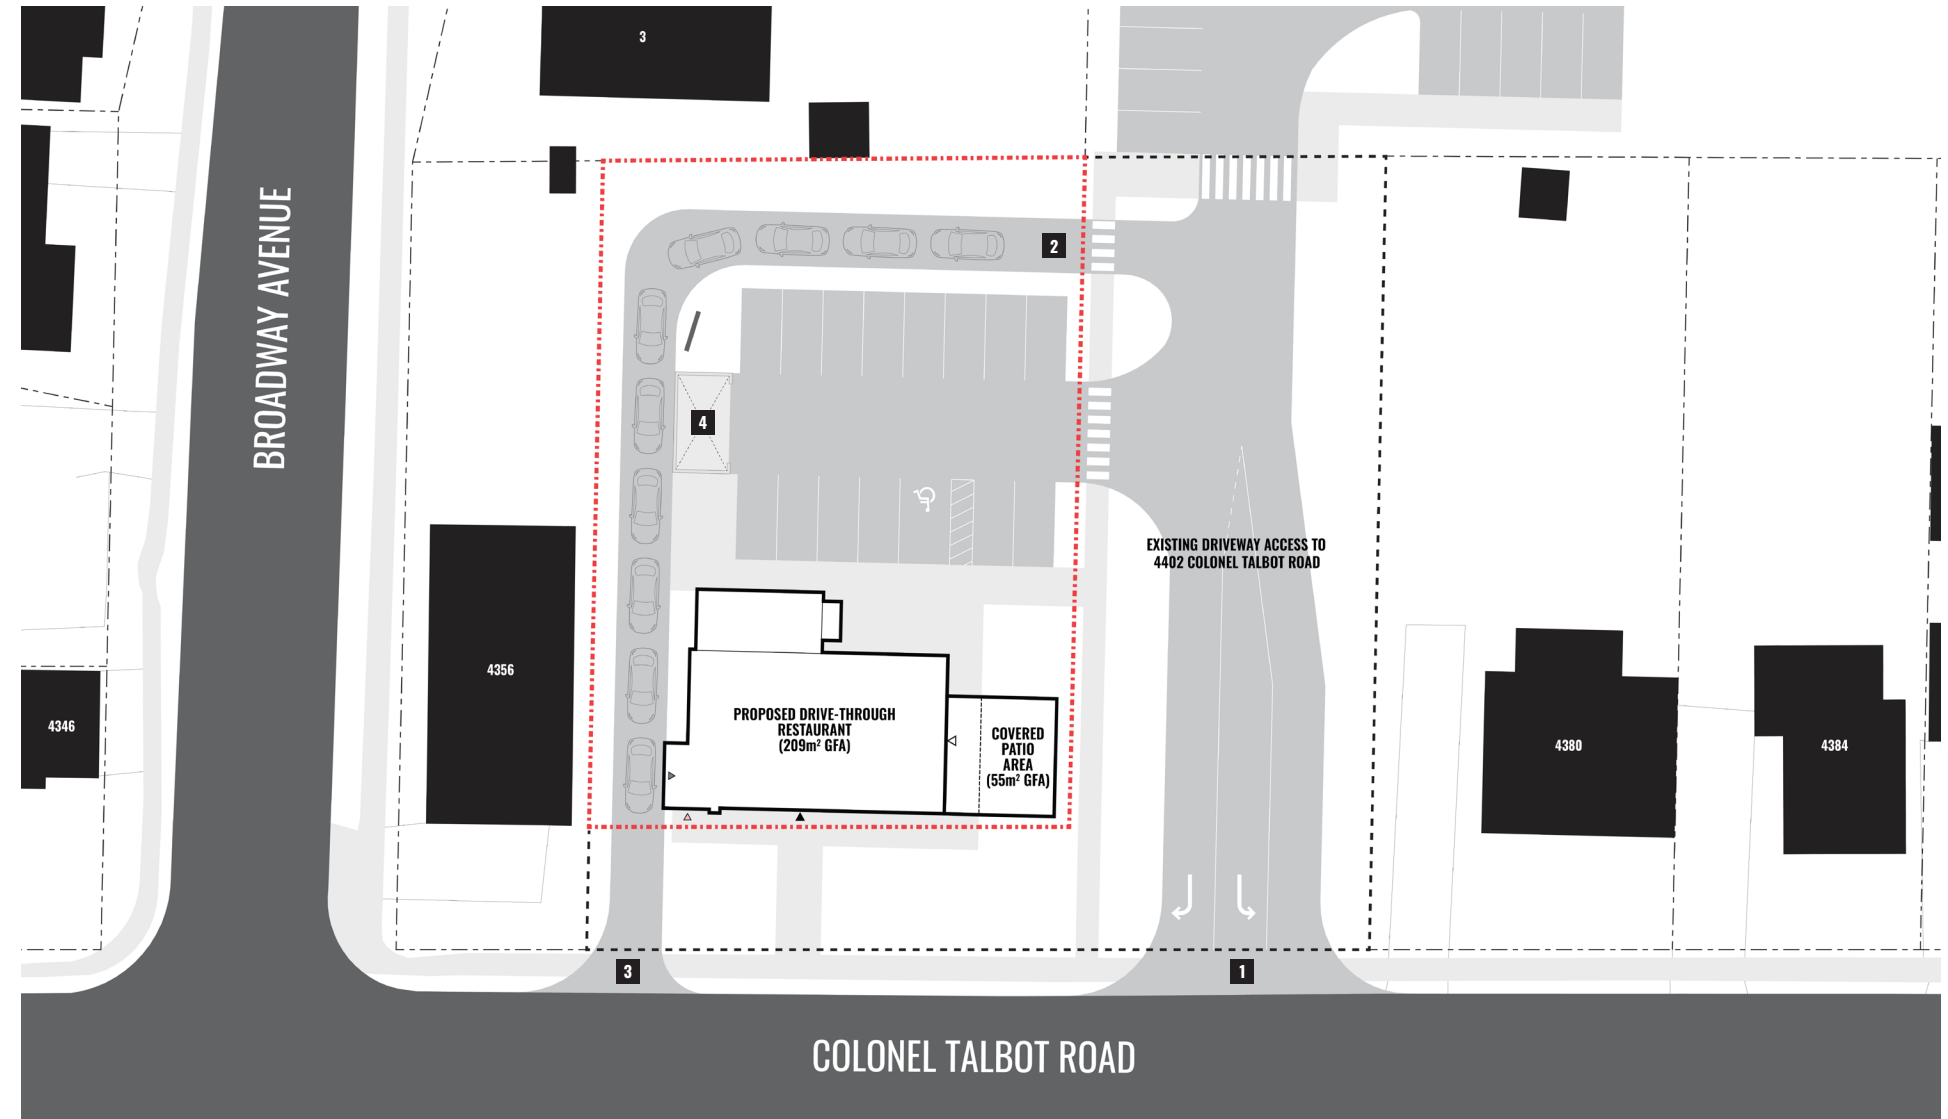 3
BROADWAY AVENUE
2
4
EXISTING DRIVEWAY ACCESS TO
4402 COLONEL TALBOT ROAD
4356
4346
PROPOSED DRIVE-THROUGH
RESTAURANT
(209m² GFA)
COVERED
PATIO
AREA
(55m² GFA)
4380
4384
3
1
COLONEL TALBOT ROAD